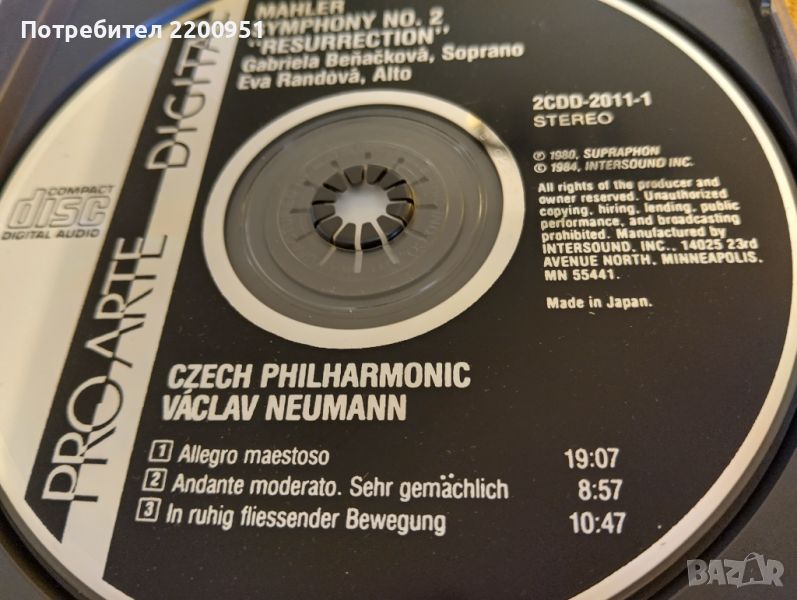 Потребител 2200951
MAHLER
SYMPHONY NO. 2,
"RESURRECTION"
Gabriela Beňačková, Soprano
Eva Randová, Alto
2CDD-2011-1
STEREO
℗ 1980, SUPRAPHON
© 1984, INTERSOUND INC.
All rights of the producer and
owner reserved. Unauthorized
copying, hiring, lending, public
performance, and broadcasting
prohibited. Manufactured by
INTERSOUND, INC., 14025 23rd
AVENUE NORTH, MINNEAPOLIS,
MN 55441.
Made in Japan.
COMPACT
disc
DIGITAL AUDIO
PRO ARTE DIGITAL
CZECH PHILHARMONIC
VÁCLAV NEUMANN
1 Allegro maestoso 19:07
2 Andante moderato. Sehr gemächlich 8:57
3 In ruhig fliessender Bewegung 10:47
BAZAR